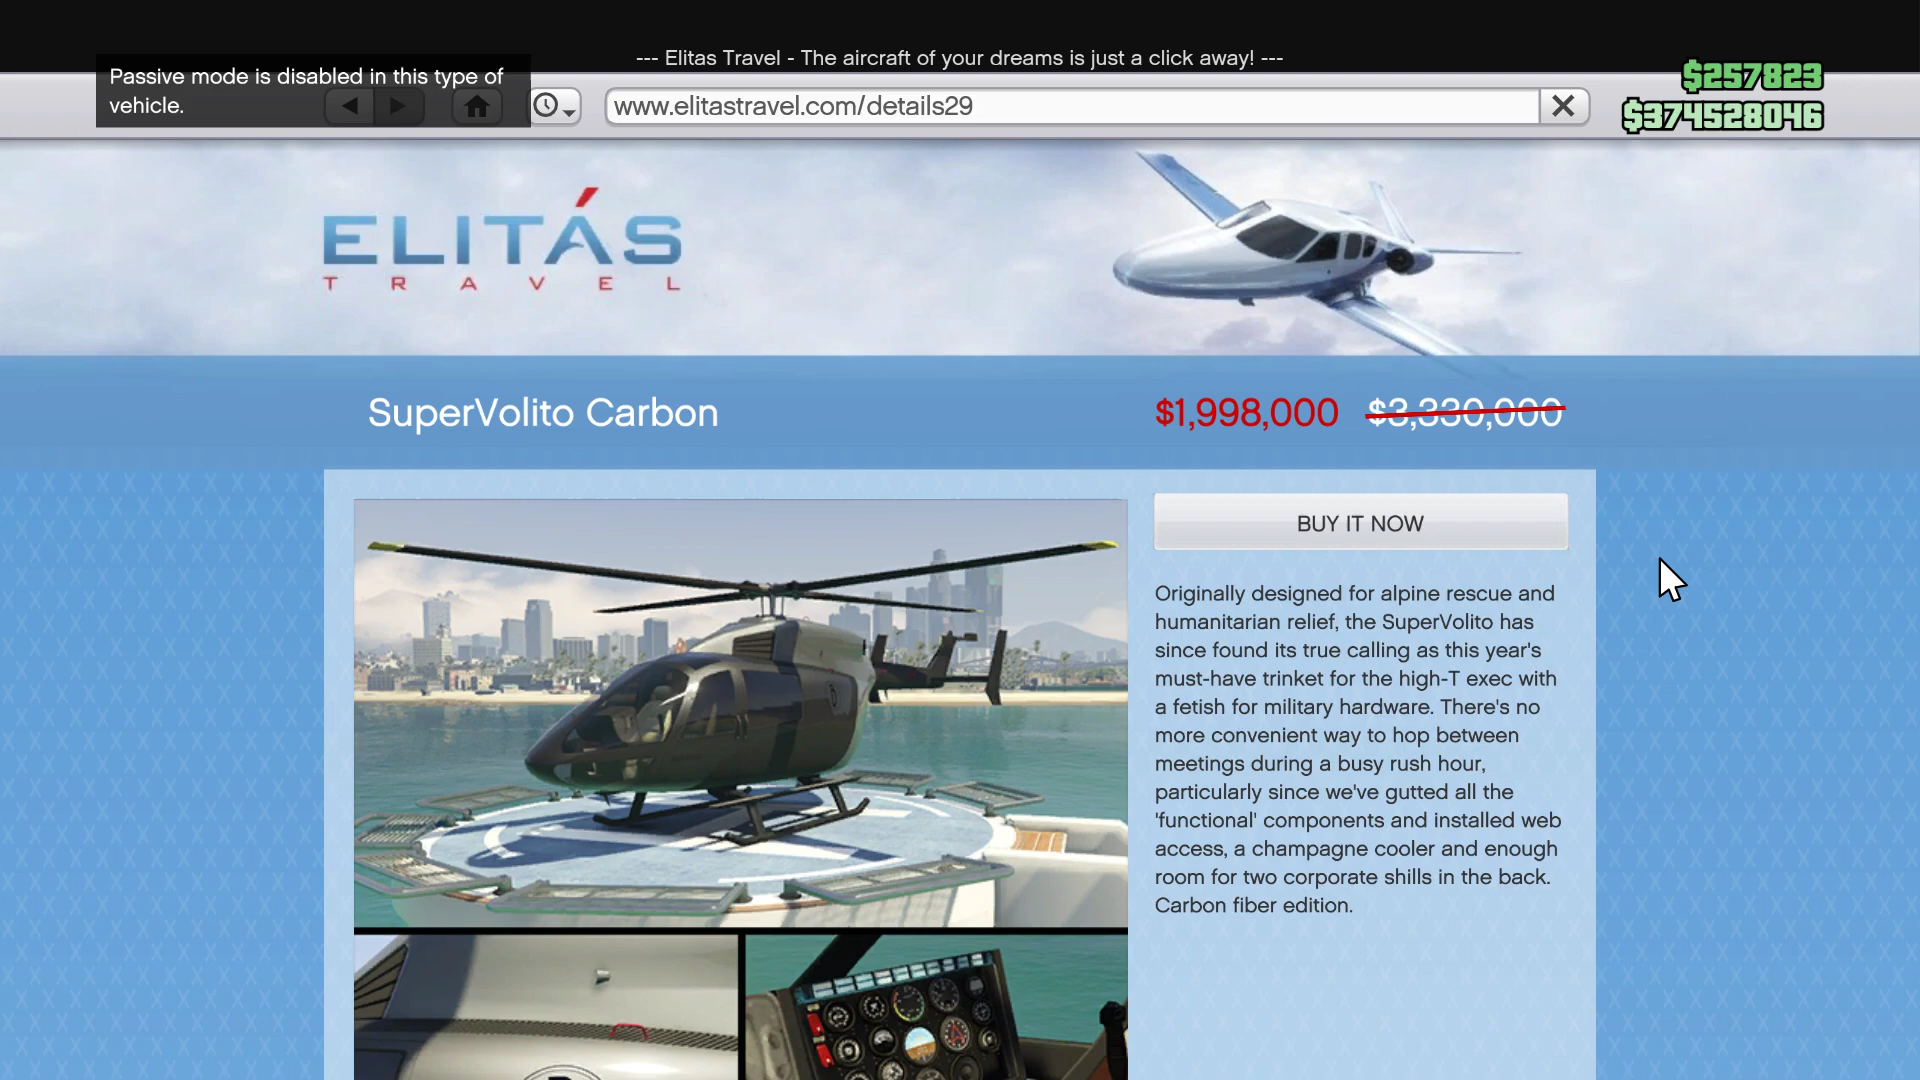 --- Elitas Travel - The aircraft of your dreams is just a click away! ---
Passive mode is disabled in this type of
vehicle.
www.elitastravel.com/details29
$257823
$374528046
ELITÁS
TRAVEL
SuperVolito Carbon
$1,998,000 $3,330,000
BUY IT NOW
Originally designed for alpine rescue and
humanitarian relief, the SuperVolito has
since found its true calling as this year's
must-have trinket for the high-T exec with
a fetish for military hardware. There's no
more convenient way to hop between
meetings during a busy rush hour,
particularly since we've gutted all the
'functional' components and installed web
access, a champagne cooler and enough
room for two corporate shills in the back.
Carbon fiber edition.